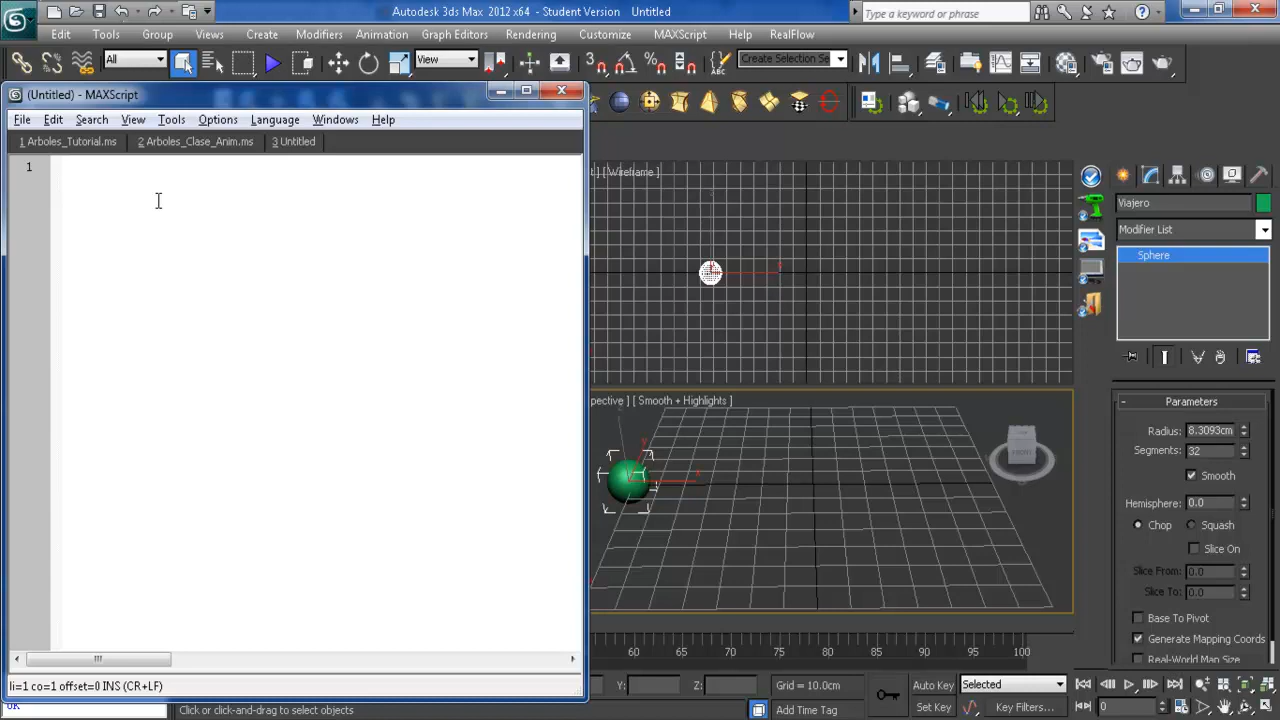 Autodesk 3ds Max 2012 x64 - Student Version Untitled
Type a keyword or phrase
Edit Tools Group Views Create Modifiers Animation Graph Editors Rendering Customize MAXScript Help RealFlow
All View Create Selection Se
(Untitled) - MAXScript
File Edit Search View Tools Options Language Windows Help
1 Arboles_Tutorial.ms 2 Arboles_Clase_Anim.ms 3 Untitled
1
] [ Wireframe ]
Viajero
Modifier List
Sphere
Parameters
Radius: 8.3093cm
Segments: 32
Smooth
Hemisphere: 0.0
Chop Squash
Slice On
Slice From: 0.0
Slice To: 0.0
Base To Pivot
Generate Mapping Coords
Real-World Map Size
spective ] [ Smooth + Highlights ]
FRONT
x
60 65 70 75 80 85 90 95 100
li=1 co=1 offset=0 INS (CR+LF)
Y: Z: Grid = 10.0cm
Auto Key Selected
Set Key Key Filters...
0
OK
Click or click-and-drag to select objects
Add Time Tag